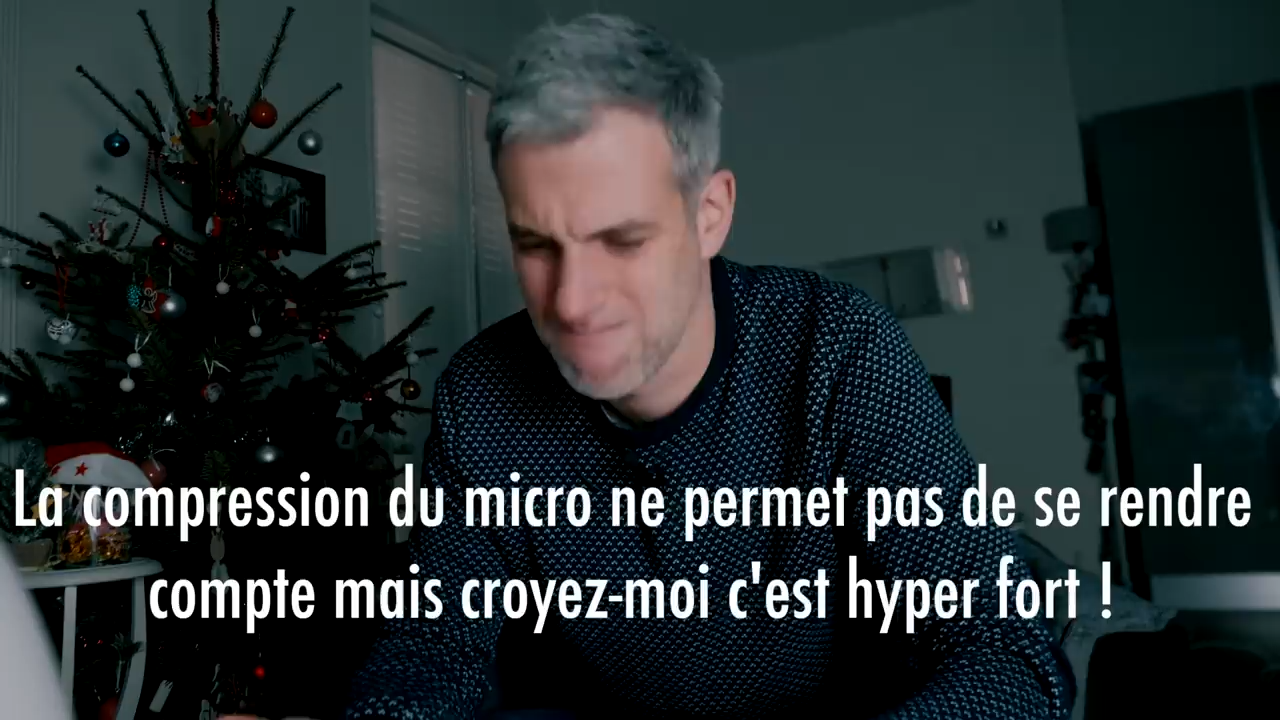 La compression du micro ne permet pas de se rendre
compte mais croyez-moi c'est hyper fort !